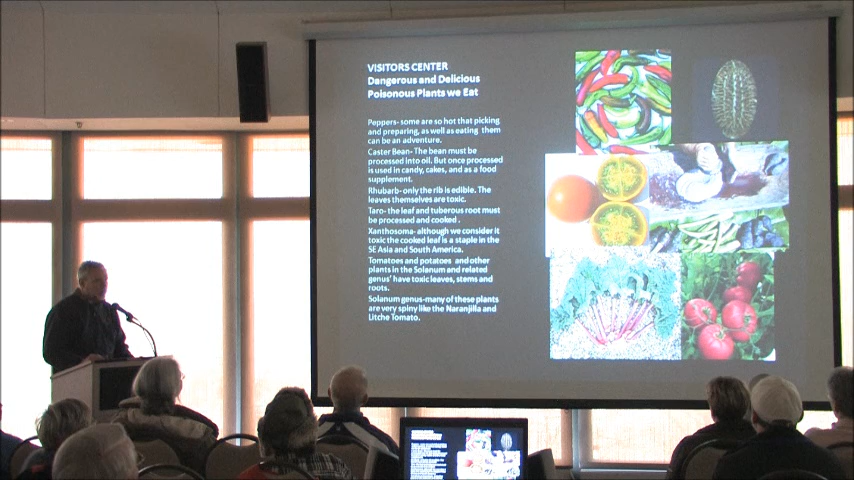 VISITORS CENTER
Dangerous and Delicious
Poisonous Plants we Eat
Peppers- some are so hot that picking
and preparing, as well as eating them
can be an adventure.
Caster Bean- The bean must be
processed into oil. But once processed
is used in candy, cakes, and as a food
supplement.
Rhubarb- only the rib is edible. The
leaves themselves are toxic.
Taro- the leaf and tuberous root must
be processed and cooked .
Xanthosoma- although we consider it
toxic the cooked leaf is a staple in the
SE Asia and South America.
Tomatoes and potatoes and other
plants in the Solanum and related
genus' have toxic leaves, stems and
roots.
Solanum genus-many of these plants
are very spiny like the Naranjilla and
Litche Tomato.